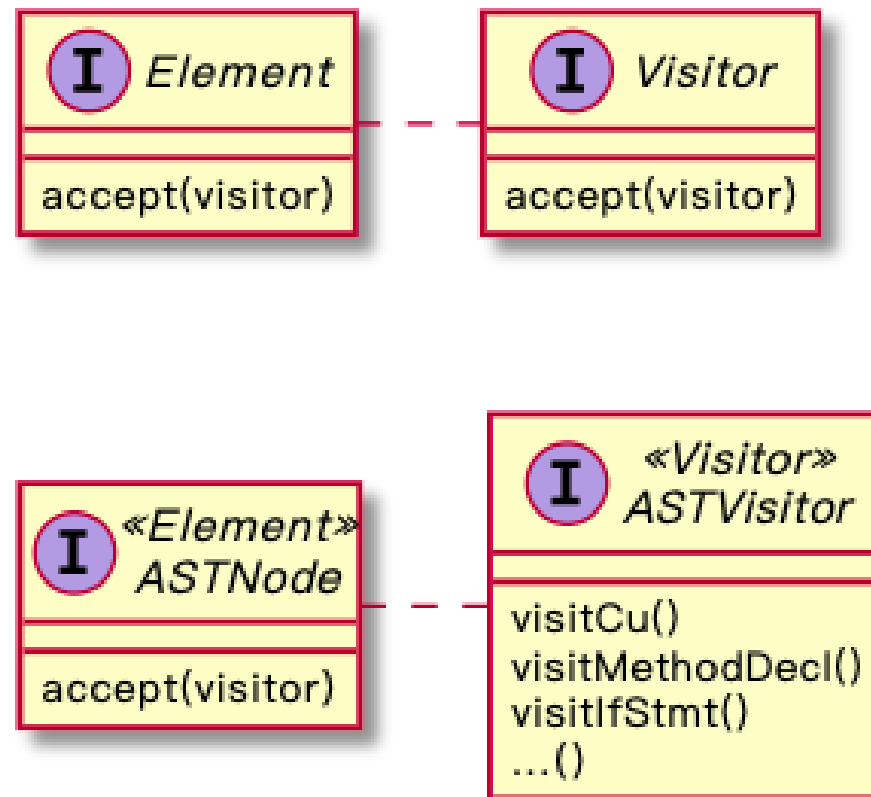 I Element
accept(visitor)
I Visitor
accept(visitor)
I «Element»
ASTNode
accept(visitor)
I «Visitor»
ASTVisitor
visitCu()
visitMethodDecl()
visitIfStmt()
...()